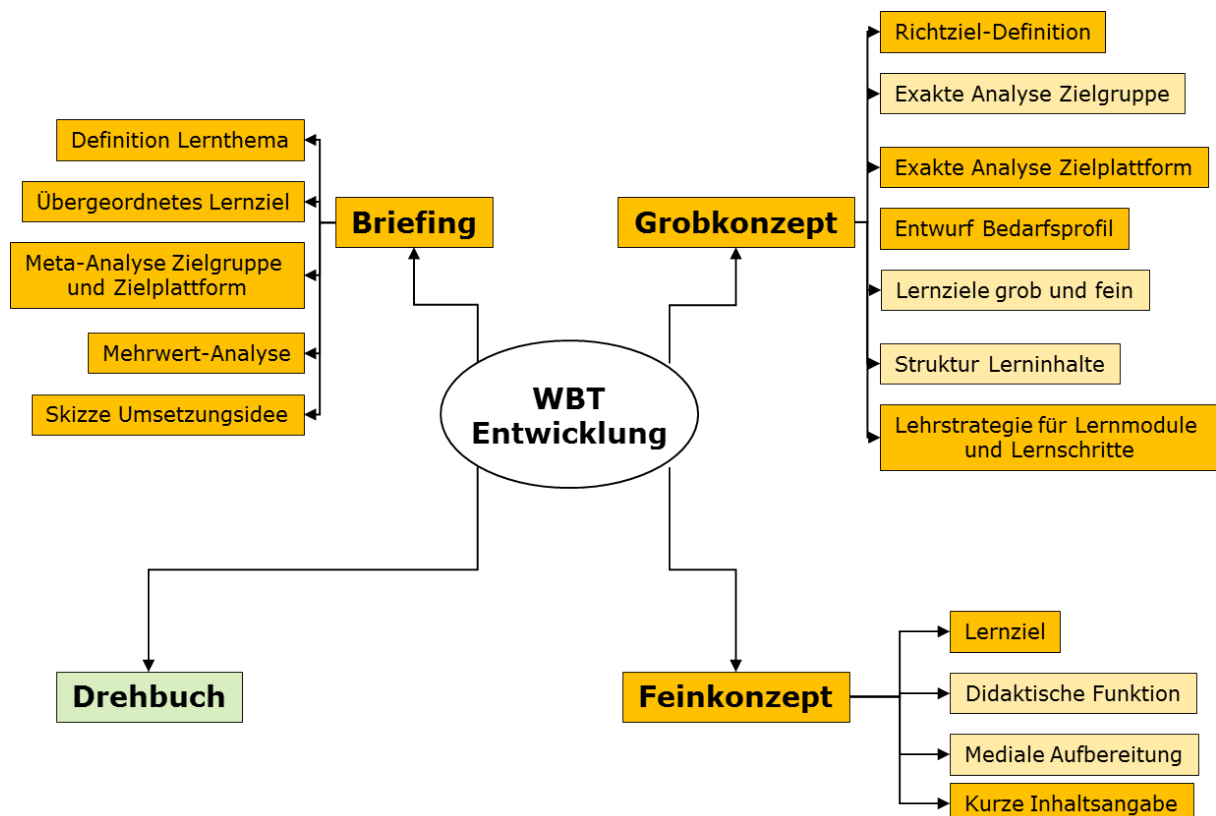 Briefing
Definition Lernthema
Übergeordnetes Lernziel
Meta-Analyse Zielgruppe
und Zielplattform
Mehrwert-Analyse
Skizze Umsetzungsidee
Grobkonzept
Richtziel-Definition
Exakte Analyse Zielgruppe
Exakte Analyse Zielplattform
Entwurf Bedarfsprofil
Lernziele grob und fein
Struktur Lerninhalte
Lehrstrategie für Lernmodule
und Lernschritte
WBT
Entwicklung
Drehbuch
Feinkonzept
Lernziel
Didaktische Funktion
Mediale Aufbereitung
Kurze Inhaltsangabe